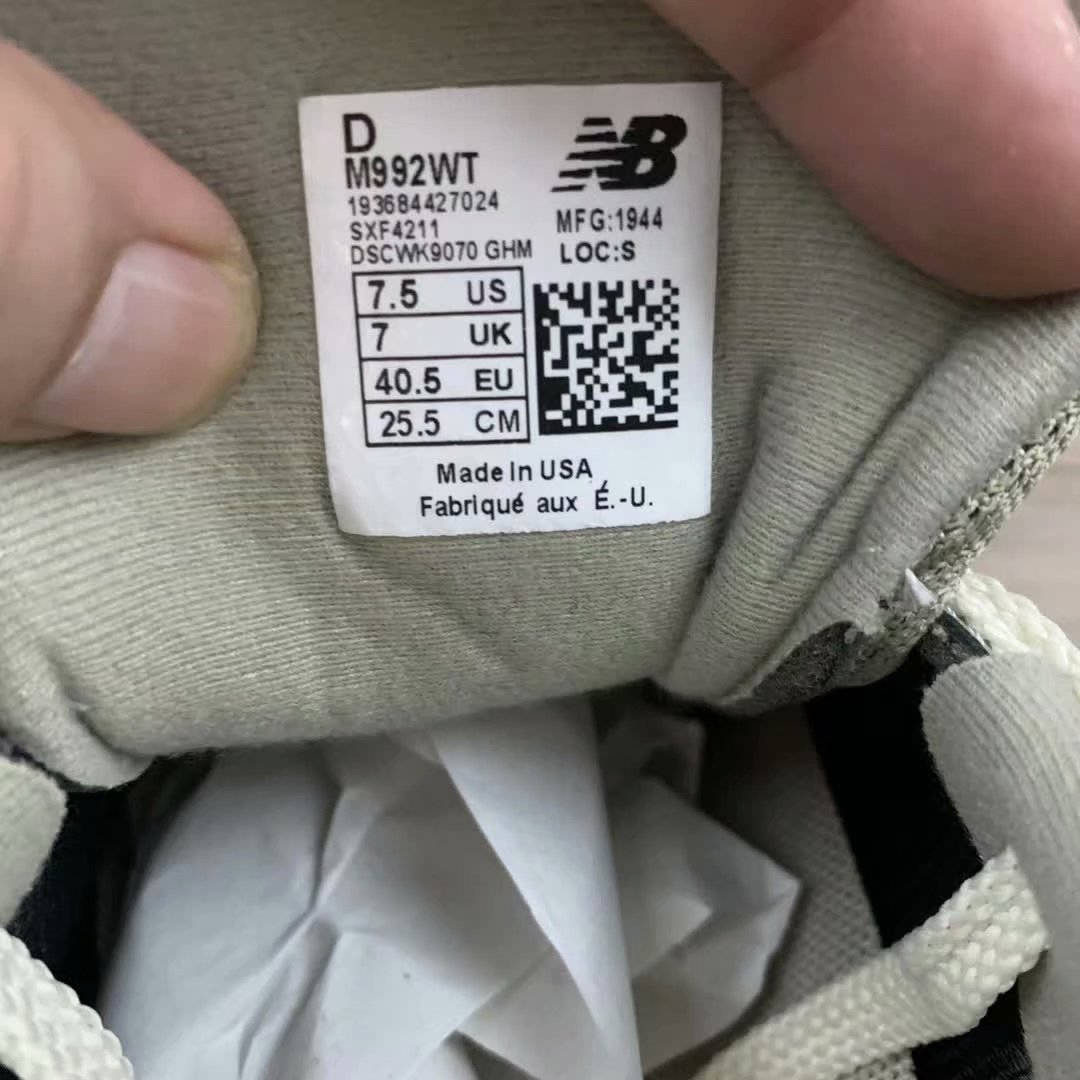 D
M992WT
193684427024
SXF4211
DSCWK9070 GHM
NB
MFG:1944
LOC:S
7.5 US
7 UK
40.5 EU
25.5 CM
Made In USA
Fabriqué aux É.-U.